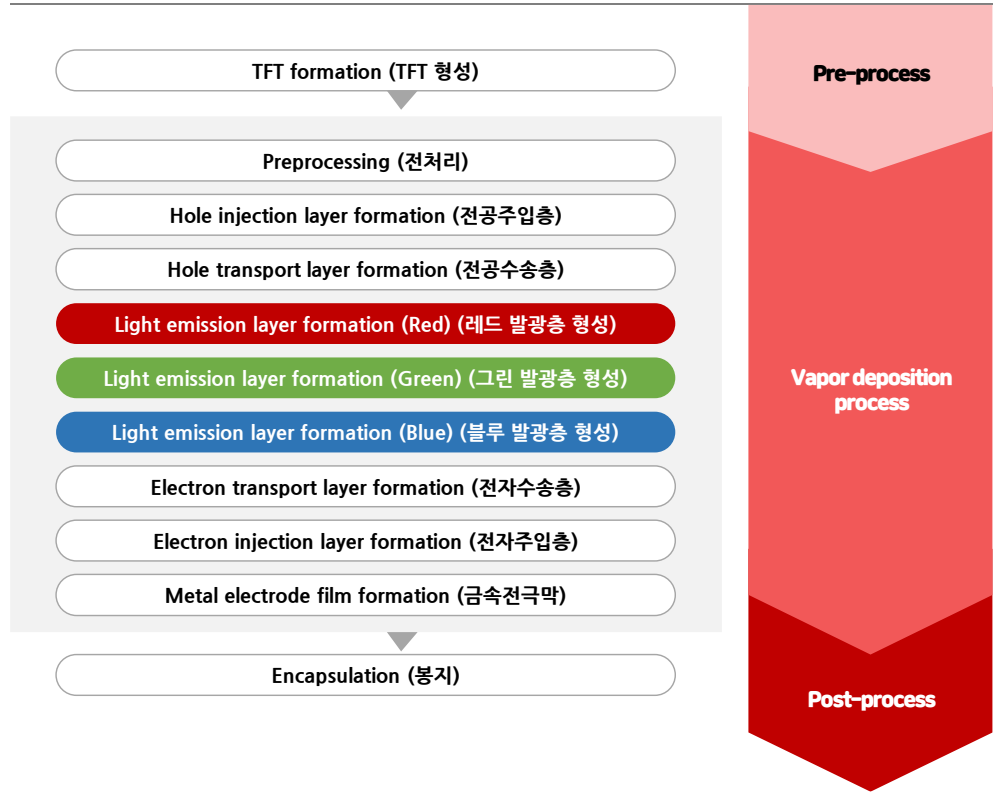 TFT formation (TFT 형성)
Preprocessing (전처리)
Hole injection layer formation (전공주입층)
Hole transport layer formation (전공수송층)
Light emission layer formation (Red) (레드 발광층 형성)
Light emission layer formation (Green) (그린 발광층 형성)
Light emission layer formation (Blue) (블루 발광층 형성)
Electron transport layer formation (전자수송층)
Electron injection layer formation (전자주입층)
Metal electrode film formation (금속전극막)
Encapsulation (봉지)
Pre-process
Vapor deposition
process
Post-process